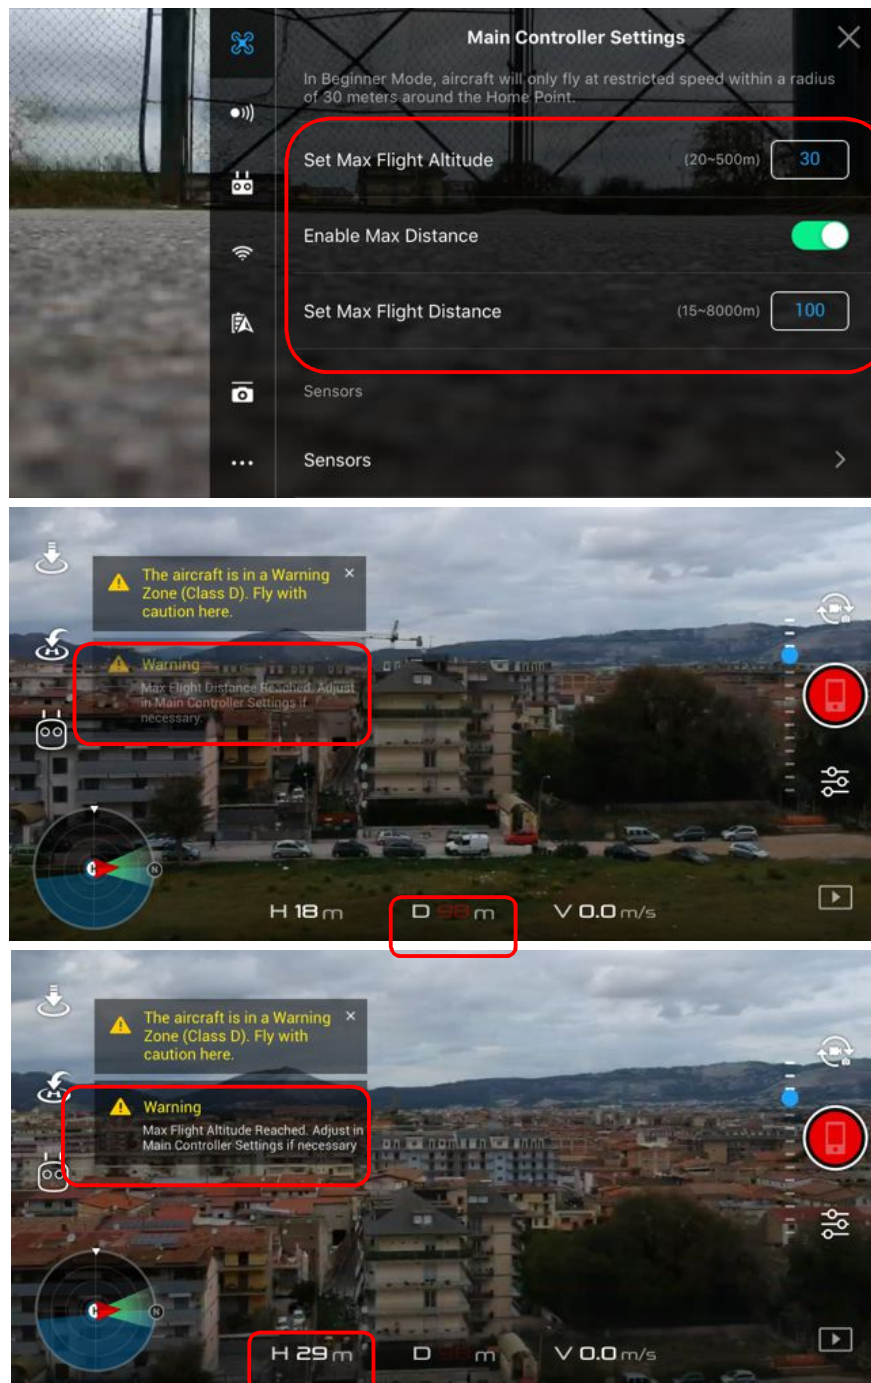 Main Controller Settings
In Beginner Mode, aircraft will only fly at restricted speed within a radius
of 30 meters around the Home Point.
Set Max Flight Altitude (20~500m) 30
Enable Max Distance
Set Max Flight Distance (15~8000m) 100
Sensors
Sensors
The aircraft is in a Warning
Zone (Class D). Fly with
caution here.
Warning
Max Flight Distance Reached. Adjust
in Main Controller Settings if
necessary.
H
N
H 18 m D 98 m V 0.0 m/s
The aircraft is in a Warning
Zone (Class D). Fly with
caution here.
Warning
Max Flight Altitude Reached. Adjust in
Main Controller Settings if necessary
H
N
H 29 m D m V 0.0 m/s